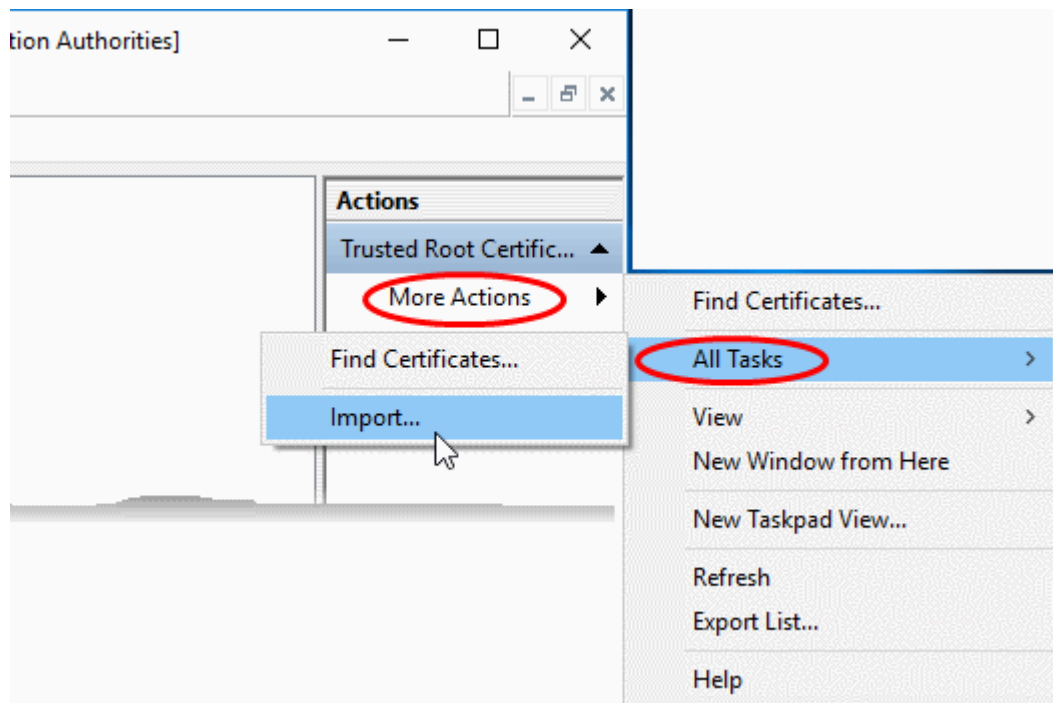 tion Authorities]
Actions
Trusted Root Certific...
More Actions
Find Certificates...
Import...
Find Certificates...
All Tasks
View
New Window from Here
New Taskpad View...
Refresh
Export List...
Help